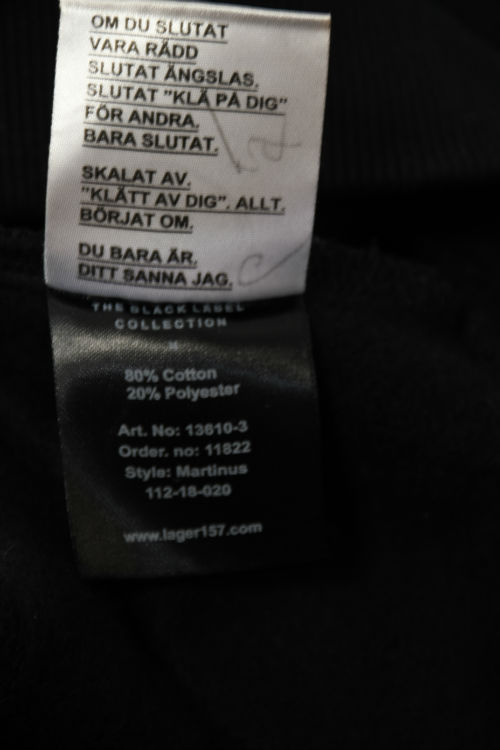 OM DU SLUTAT
VARA RÄDD
SLUTAT ÄNGSLAS.
SLUTAT "KLÄ PÅ DIG"
FÖR ANDRA.
BARA SLUTAT.
SKALAT AV.
"KLÄTT AV DIG". ALLT.
BÖRJAT OM.
DU BARA ÄR.
DITT SANNA JAG.
THE BLACK LABEL
COLLECTION
M
80% Cotton
20% Polyester
Art. No: 13610-3
Order. no: 11822
Style: Martinus
112-18-020
www.lager157.com